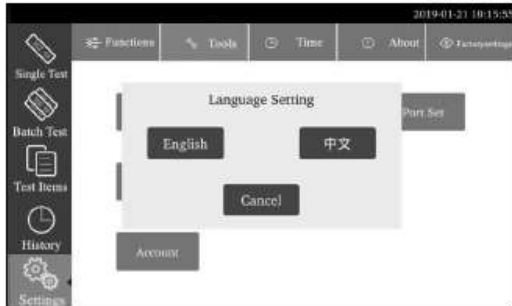 2019-01-21 10:15:55
Functions
Tools
Time
About
Factorysettings
Single Test
Batch Test
Test Items
History
Settings
Language Setting
English
中文
Cancel
Port Set
Account